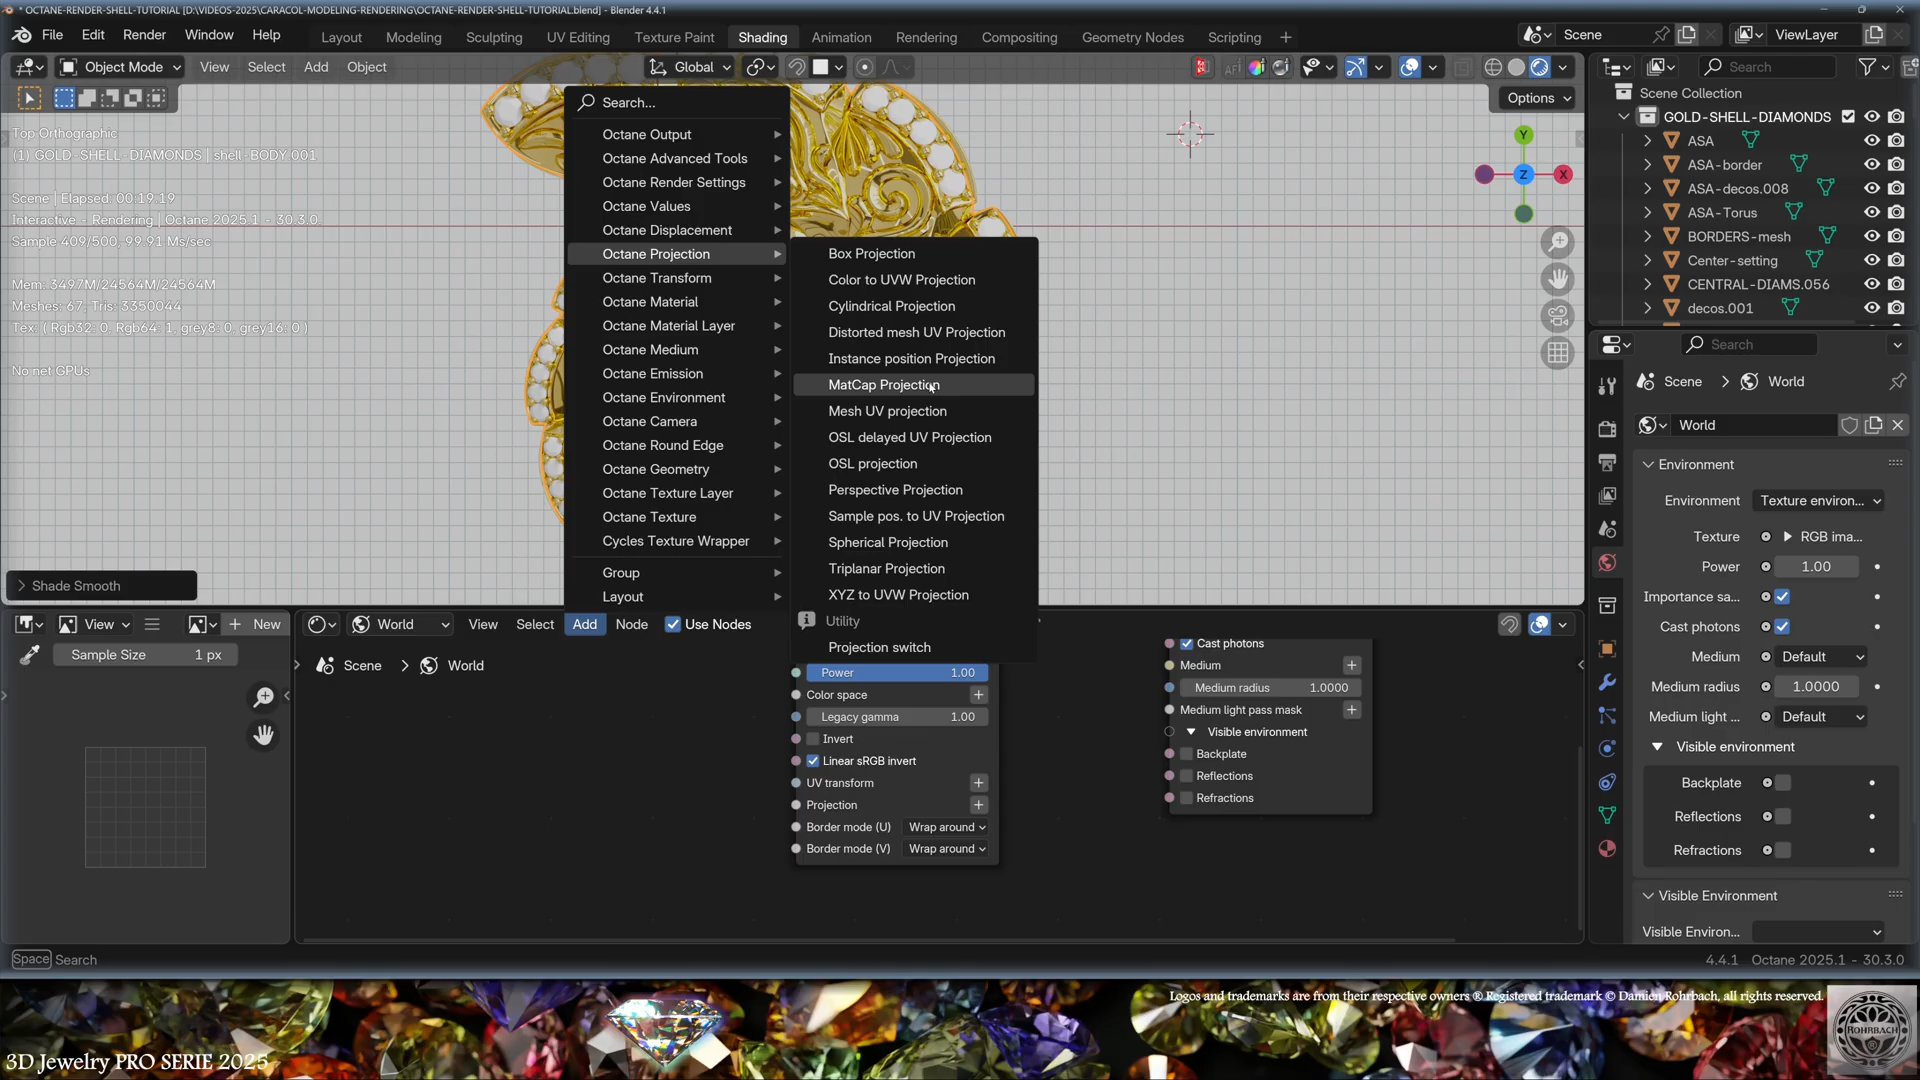 * OCTANE-RENDER-SHELL-TUTORIAL [D:\VIDEOS-2025\CARACOL-MODELING-RENDERING\OCTANE-RENDER-SHELL-TUTORIAL.blend] - Blender 4.4.1
File Edit Render Window Help Layout Modeling Sculpting UV Editing Texture Paint Shading Animation Rendering Compositing Geometry Nodes Scripting + Scene ViewLayer
Object Mode View Select Add Object Global Search
Options
Top Orthographic
(1) GOLD-SHELL-DIAMONDS | shell-BODY.001
Scene | Elapsed: 00:19.19
Interactive - Rendering | Octane 2025.1 - 30.3.0
Sample 409/500, 99.91 Ms/sec
Mem: 3497M/24564M/24564M
Meshes: 67, Tris: 3350044
Tex: ( Rgb32: 0, Rgb64: 1, grey8: 0, grey16: 0 )
No net GPUs
Shade Smooth
Search...
Octane Output
Octane Advanced Tools
Octane Render Settings
Octane Values
Octane Displacement
Octane Projection
Octane Transform
Octane Material
Octane Material Layer
Octane Medium
Octane Emission
Octane Environment
Octane Camera
Octane Round Edge
Octane Geometry
Octane Texture Layer
Octane Texture
Cycles Texture Wrapper
Group
Layout
Box Projection
Color to UVW Projection
Cylindrical Projection
Distorted mesh UV Projection
Instance position Projection
MatCap Projection
Mesh UV projection
OSL delayed UV Projection
OSL projection
Perspective Projection
Sample pos. to UV Projection
Spherical Projection
Triplanar Projection
XYZ to UVW Projection
Utility
Projection switch
Y
Z X
Scene Collection
GOLD-SHELL-DIAMONDS
ASA
ASA-border
ASA-decos.008
ASA-Torus
BORDERS-mesh
Center-setting
CENTRAL-DIAMS.056
decos.001
Search
Scene > World
World
Environment
Environment Texture environ...
Texture RGB ima...
Power 1.00
Importance sa...
Cast photons
Medium Default
Medium radius 1.0000
Medium light ... Default
Visible environment
Backplate
Reflections
Refractions
Visible Environment
Visible Environ...
View + New
Sample Size 1 px
World View Select Add Node Use Nodes
Scene > World
Power 1.00
Color space
Legacy gamma 1.00
Invert
Linear sRGB invert
UV transform
Projection
Border mode (U) Wrap around
Border mode (V) Wrap around
Cast photons
Medium
Medium radius 1.0000
Medium light pass mask
Visible environment
Backplate
Reflections
Refractions
Space Search
4.4.1 Octane 2025.1 - 30.3.0
Logos and trademarks are from their respective owners ® Registered trademark © Damien Rohrbach, all rights reserved.
3D Jewelry PRO SERIE 2025
ROHRBACH